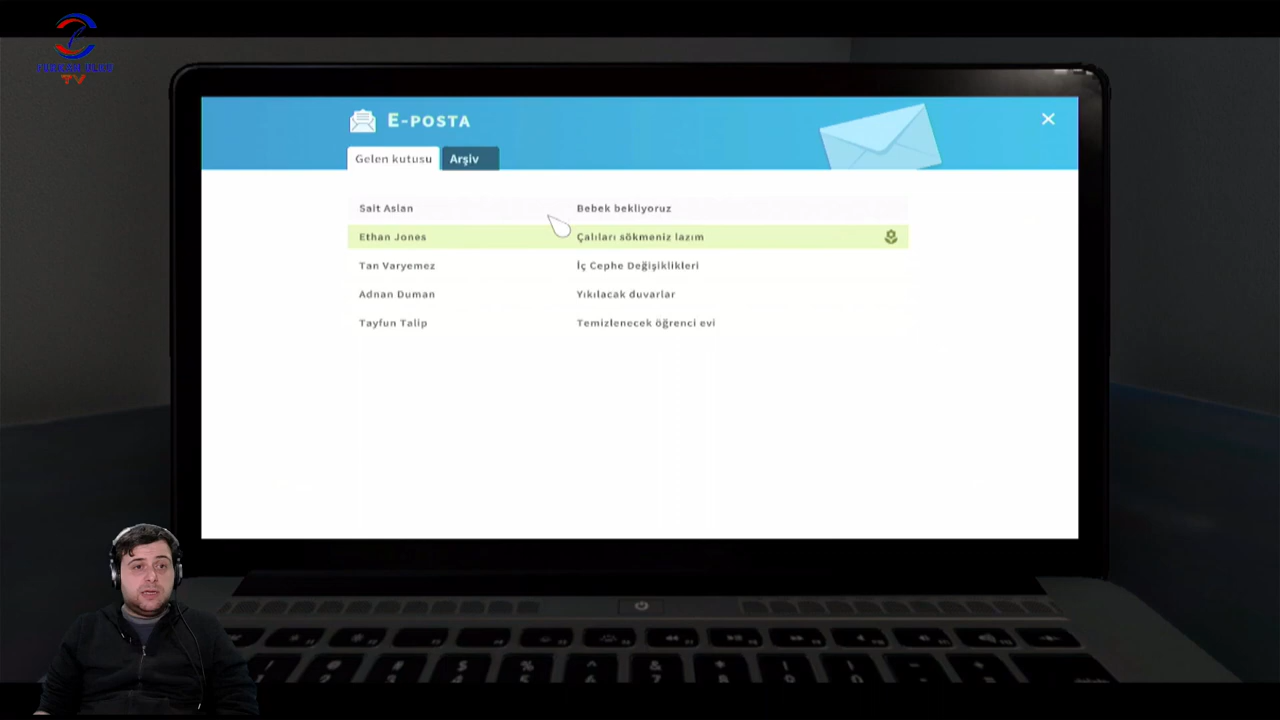 E-POSTA
Gelen kutusu Arşiv
Sait Aslan Bebek bekliyoruz
Ethan Jones Çalıları sökmeniz lazım
Tan Varyemez İç Cephe Değişiklikleri
Adnan Duman Yıkılacak duvarlar
Tayfun Talip Temizlenecek öğrenci evi
TV